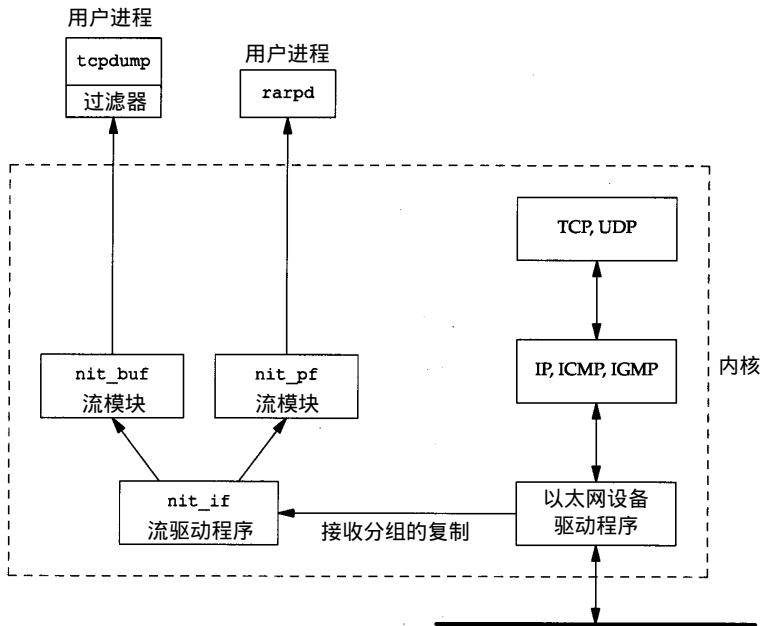 用户进程
tcpdump
过滤器
用户进程
rarpd
TCP, UDP
nit_buf
流模块
nit_pf
流模块
IP, ICMP, IGMP
内核
nit_if
流驱动程序
接收分组的复制
以太网设备
驱动程序